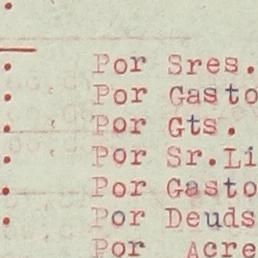 Por Sres.
Por Gasto
Por Gts.
Por Sr.Li
Por Gasto
Por Deuds
Por Acre